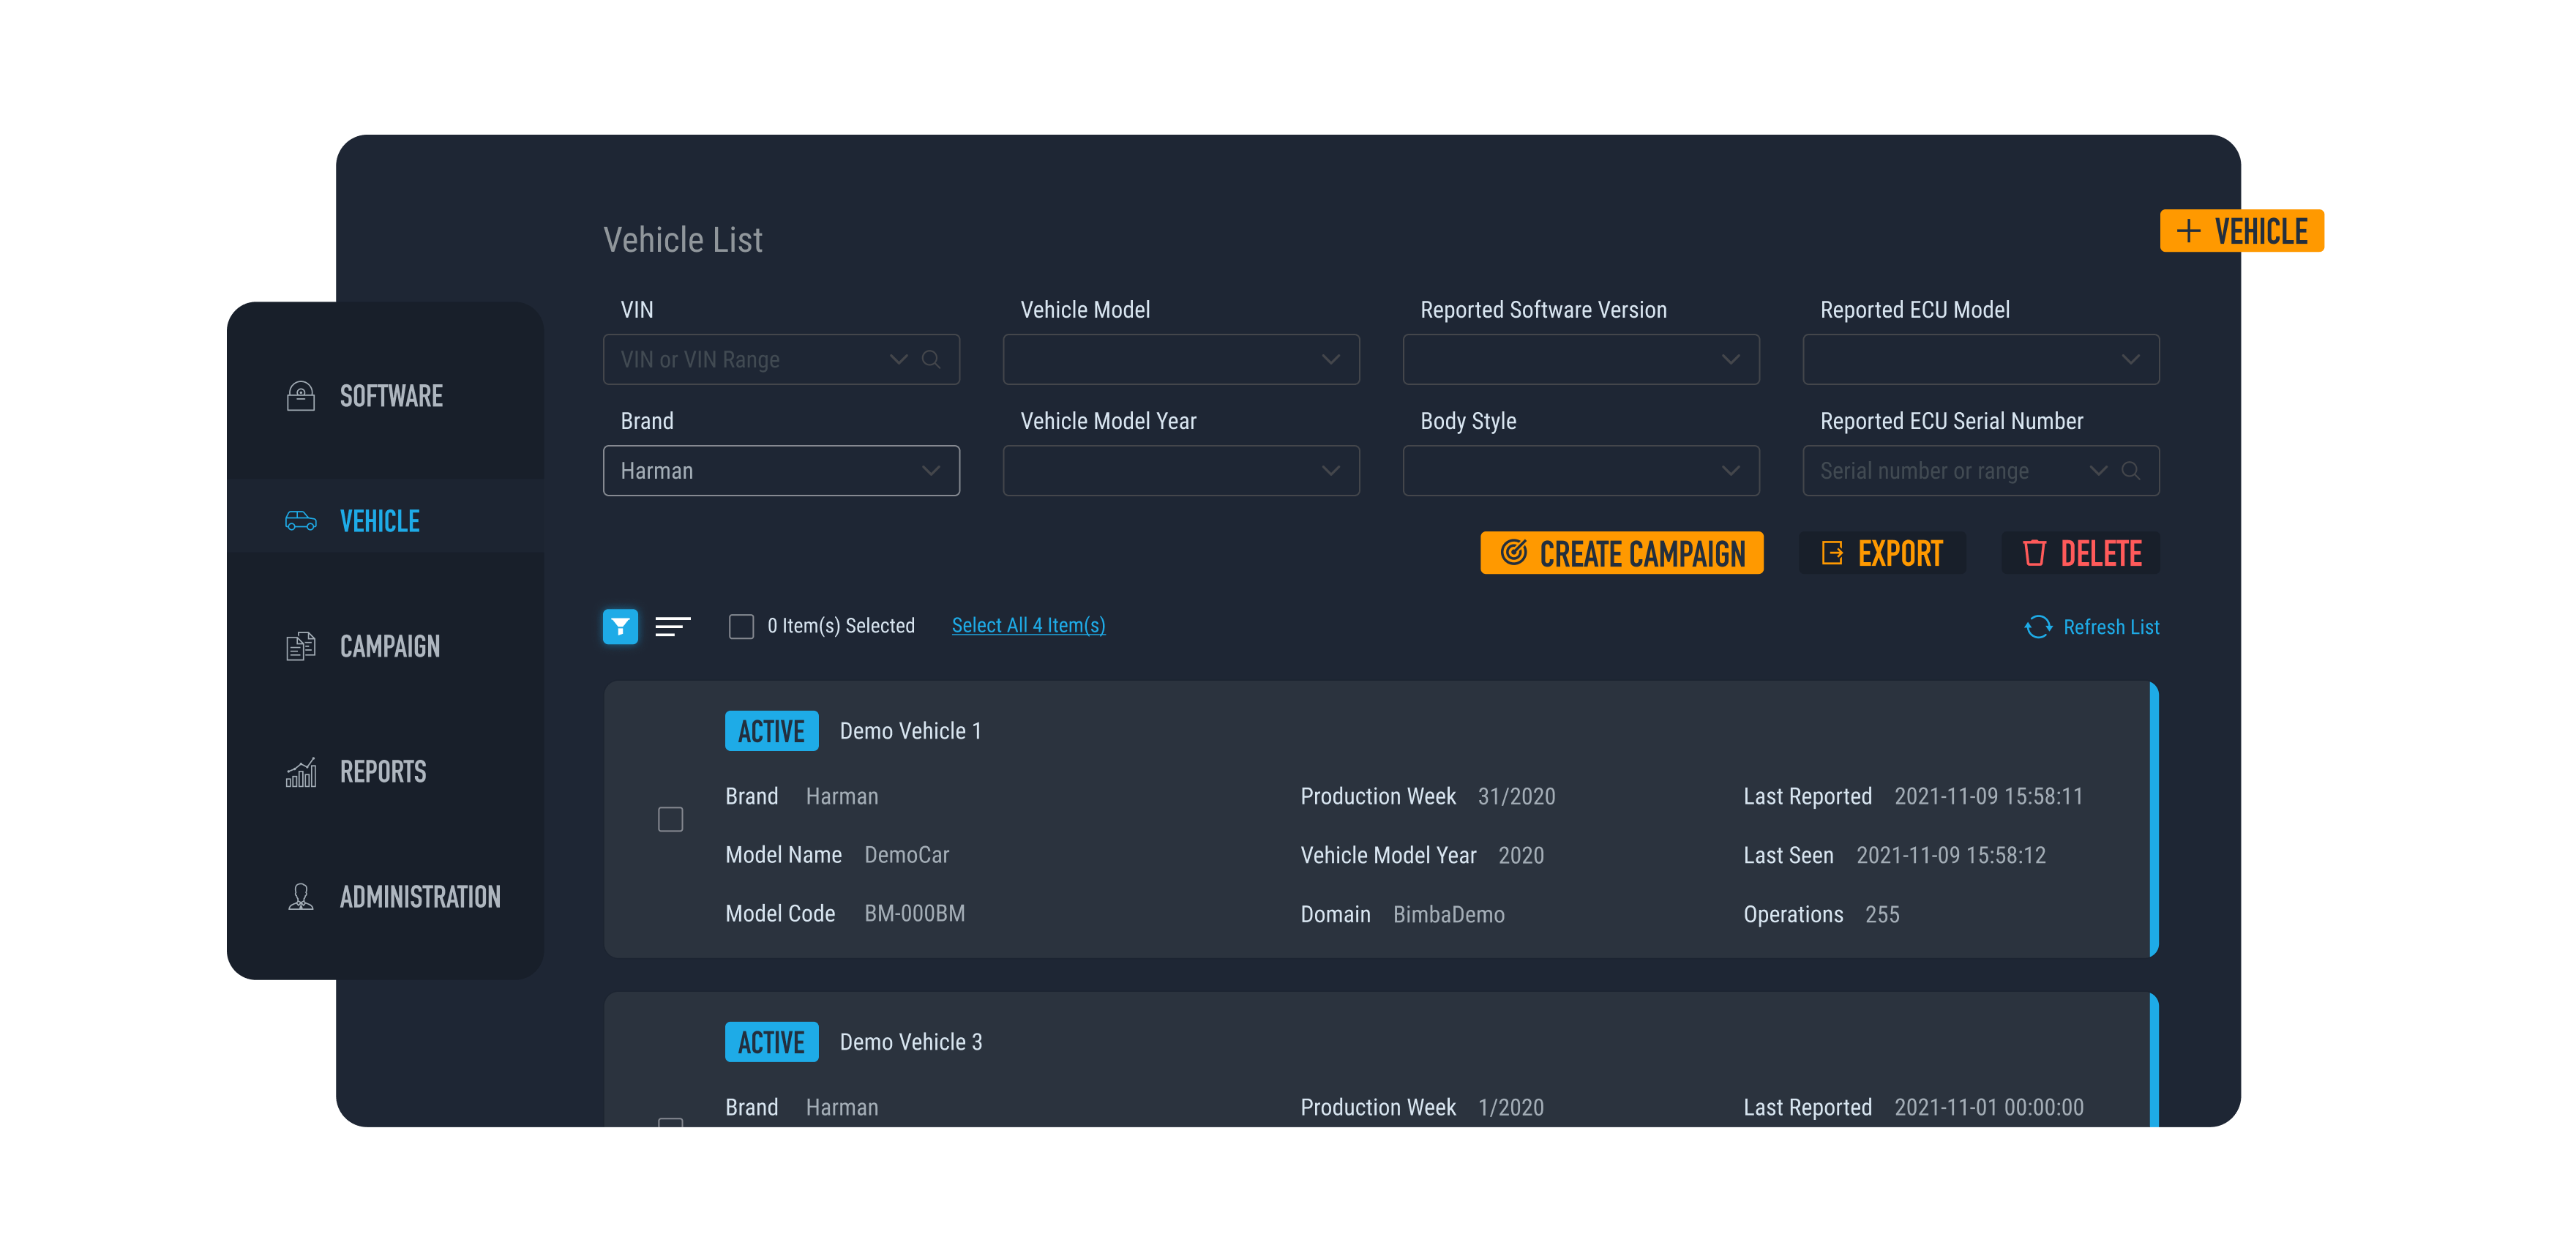 Vehicle List
+ VEHICLE
VIN
Vehicle Model
Reported Software Version
Reported ECU Model
VIN or VIN Range
Brand
Vehicle Model Year
Body Style
Reported ECU Serial Number
Harman
Serial number or range
SOFTWARE
VEHICLE
CAMPAIGN
REPORTS
ADMINISTRATION
CREATE CAMPAIGN
EXPORT
DELETE
0 Item(s) Selected
Select All 4 Item(s)
Refresh List
ACTIVE Demo Vehicle 1
Brand Harman
Production Week 31/2020
Last Reported 2021-11-09 15:58:11
Model Name DemoCar
Vehicle Model Year 2020
Last Seen 2021-11-09 15:58:12
Model Code BM-000BM
Domain BimbaDemo
Operations 255
ACTIVE Demo Vehicle 3
Brand Harman
Production Week 1/2020
Last Reported 2021-11-01 00:00:00